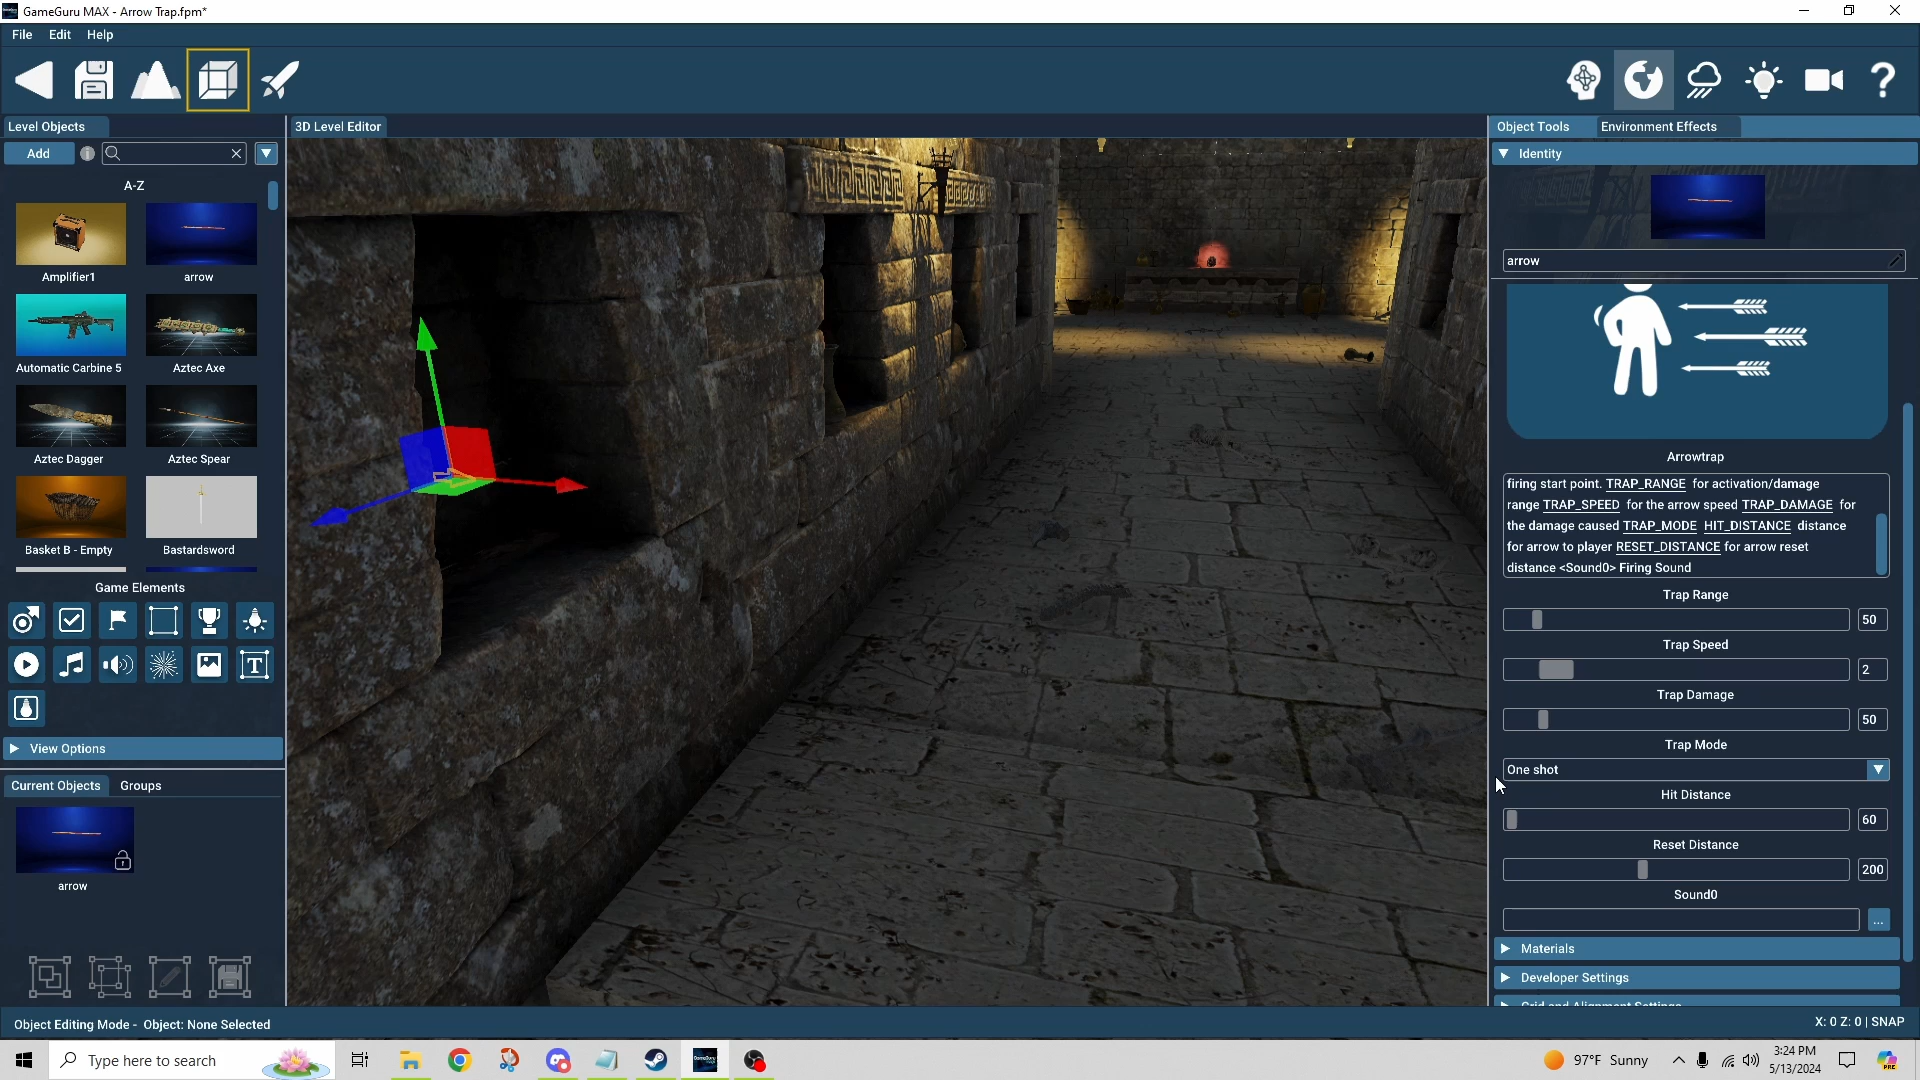 GameGuru MAX - Arrow Trap.fpm*
File Edit Help
Level Objects
3D Level Editor
Object Tools
Environment Effects
Add
Identity
A-Z
Amplifier1
arrow
Automatic Carbine 5
Aztec Axe
Aztec Dagger
Aztec Spear
Basket B - Empty
Bastardsword
Game Elements
View Options
Current Objects
Groups
arrow
arrow
Arrowtrap
firing start point. TRAP_RANGE for activation/damage
range TRAP_SPEED for the arrow speed TRAP_DAMAGE for
the damage caused TRAP_MODE HIT_DISTANCE distance
for arrow to player RESET_DISTANCE for arrow reset
distance <Sound0> Firing Sound
Trap Range
50
Trap Speed
2
Trap Damage
50
Trap Mode
One shot
Hit Distance
60
Reset Distance
200
Sound0
...
Materials
Developer Settings
Grid and Alignment Settings
Object Editing Mode - Object: None Selected
X: 0 Z: 0 | SNAP
Type here to search
97°F Sunny
3:24 PM
5/13/2024